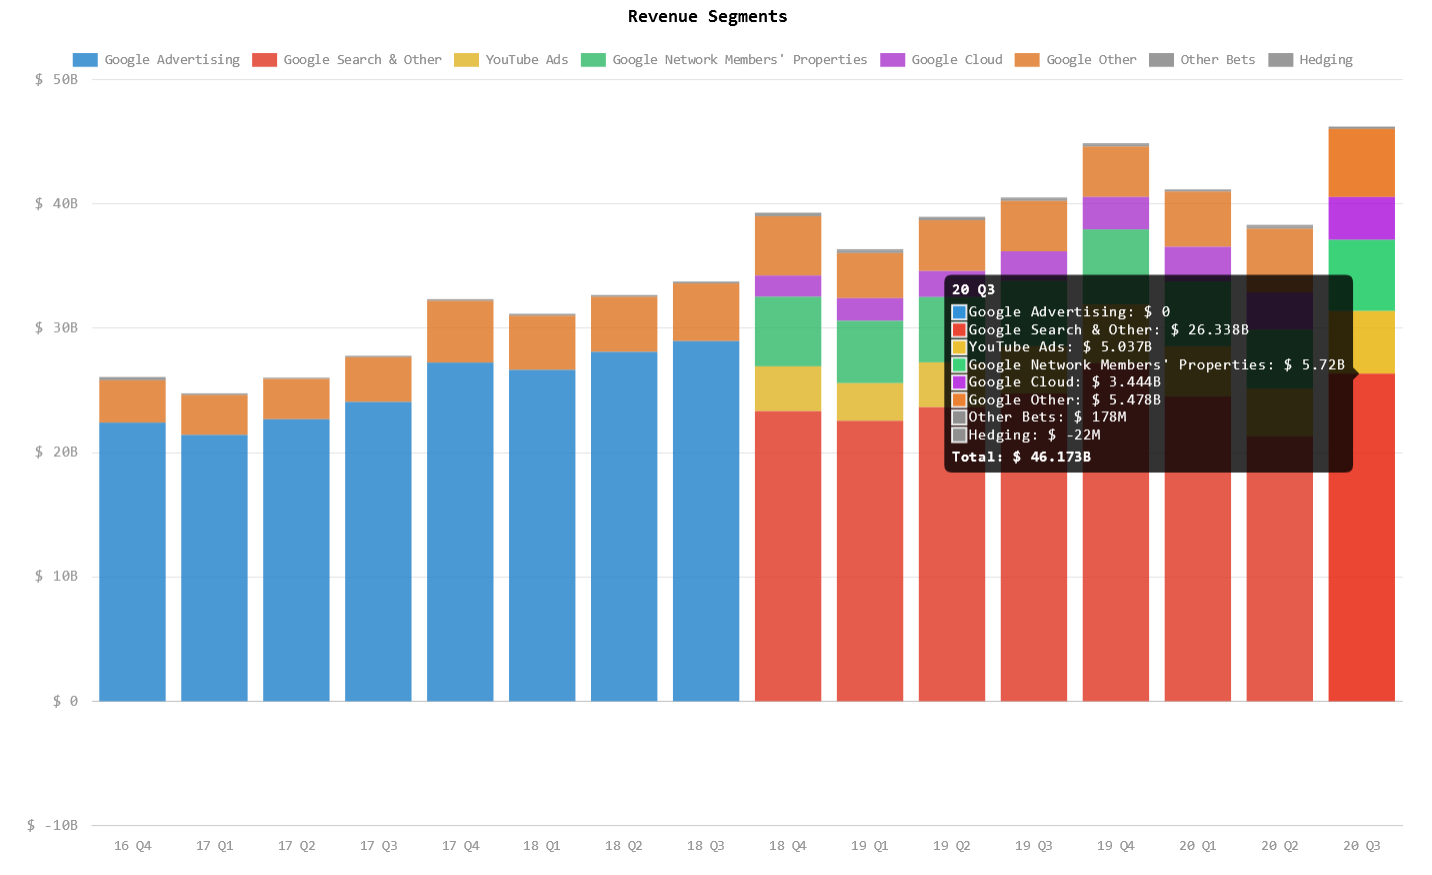 Revenue Segments
Google Advertising Google Search & Other YouTube Ads Google Network Members' Properties Google Cloud Google Other Other Bets Hedging
$ 50B
$ 40B
$ 30B
$ 20B
$ 10B
$ 0
$ -10B
20 Q3
Google Advertising: $ 0
Google Search & Other: $ 26.338B
YouTube Ads: $ 5.037B
Google Network Members' Properties: $ 5.72B
Google Cloud: $ 3.444B
Google Other: $ 5.478B
Other Bets: $ 178M
Hedging: $ -22M
Total: $ 46.173B
16 Q4 17 Q1 17 Q2 17 Q3 17 Q4 18 Q1 18 Q2 18 Q3 18 Q4 19 Q1 19 Q2 19 Q3 19 Q4 20 Q1 20 Q2 20 Q3